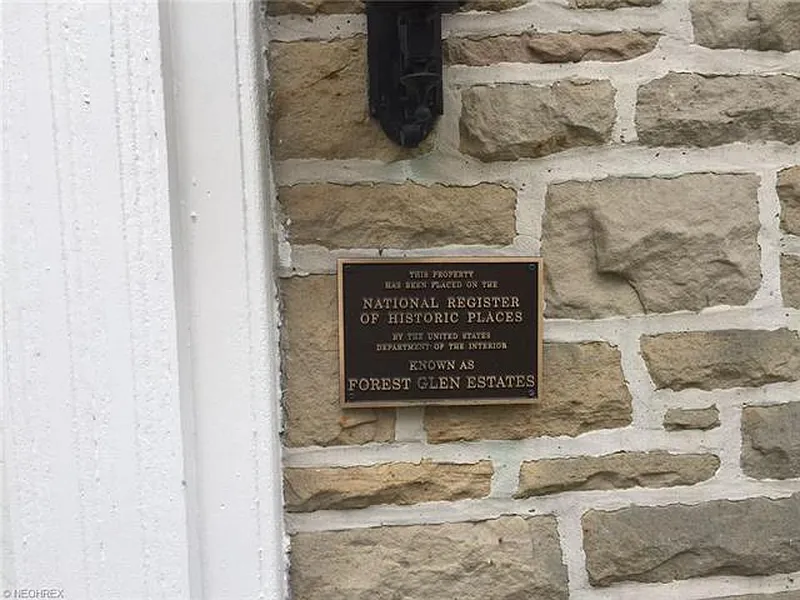 THIS PROPERTY
HAS BEEN PLACED ON THE
NATIONAL REGISTER
OF HISTORIC PLACES
BY THE UNITED STATES
DEPARTMENT OF THE INTERIOR
KNOWN AS
FOREST GLEN ESTATES
© NEOHREX